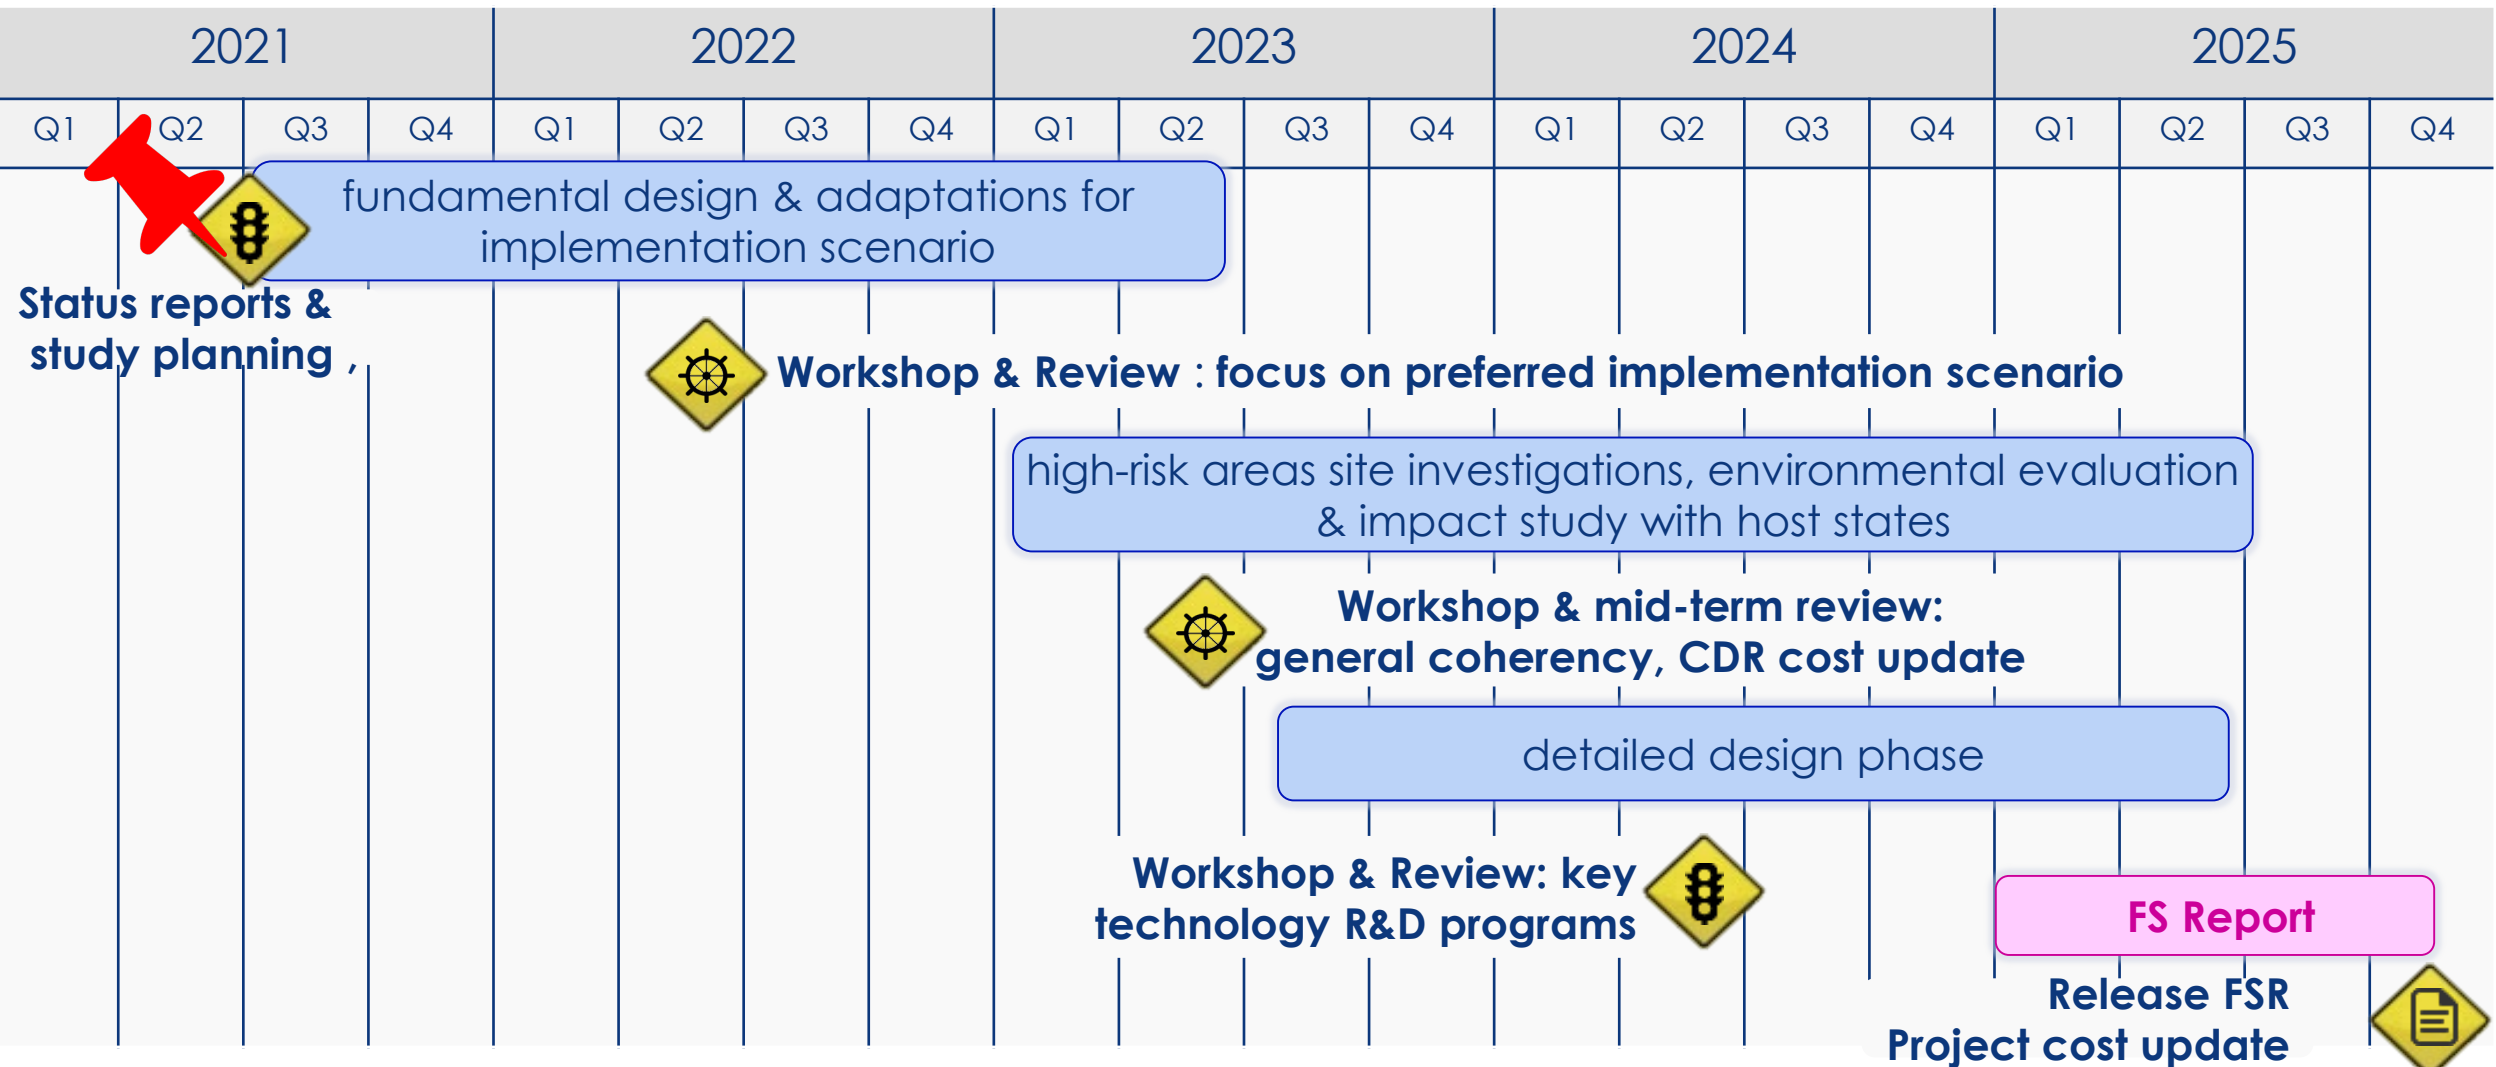 2021 2022 2023 2024 2025
Q1 Q2 Q3 Q4 Q1 Q2 Q3 Q4 Q1 Q2 Q3 Q4 Q1 Q2 Q3 Q4 Q1 Q2 Q3 Q4
fundamental design & adaptations for
implementation scenario
Status reports &
study planning ,
Workshop & Review : focus on preferred implementation scenario
high-risk areas site investigations, environmental evaluation
& impact study with host states
Workshop & mid-term review:
general coherency, CDR cost update
detailed design phase
Workshop & Review: key
technology R&D programs
FS Report
Release FSR
Project cost update